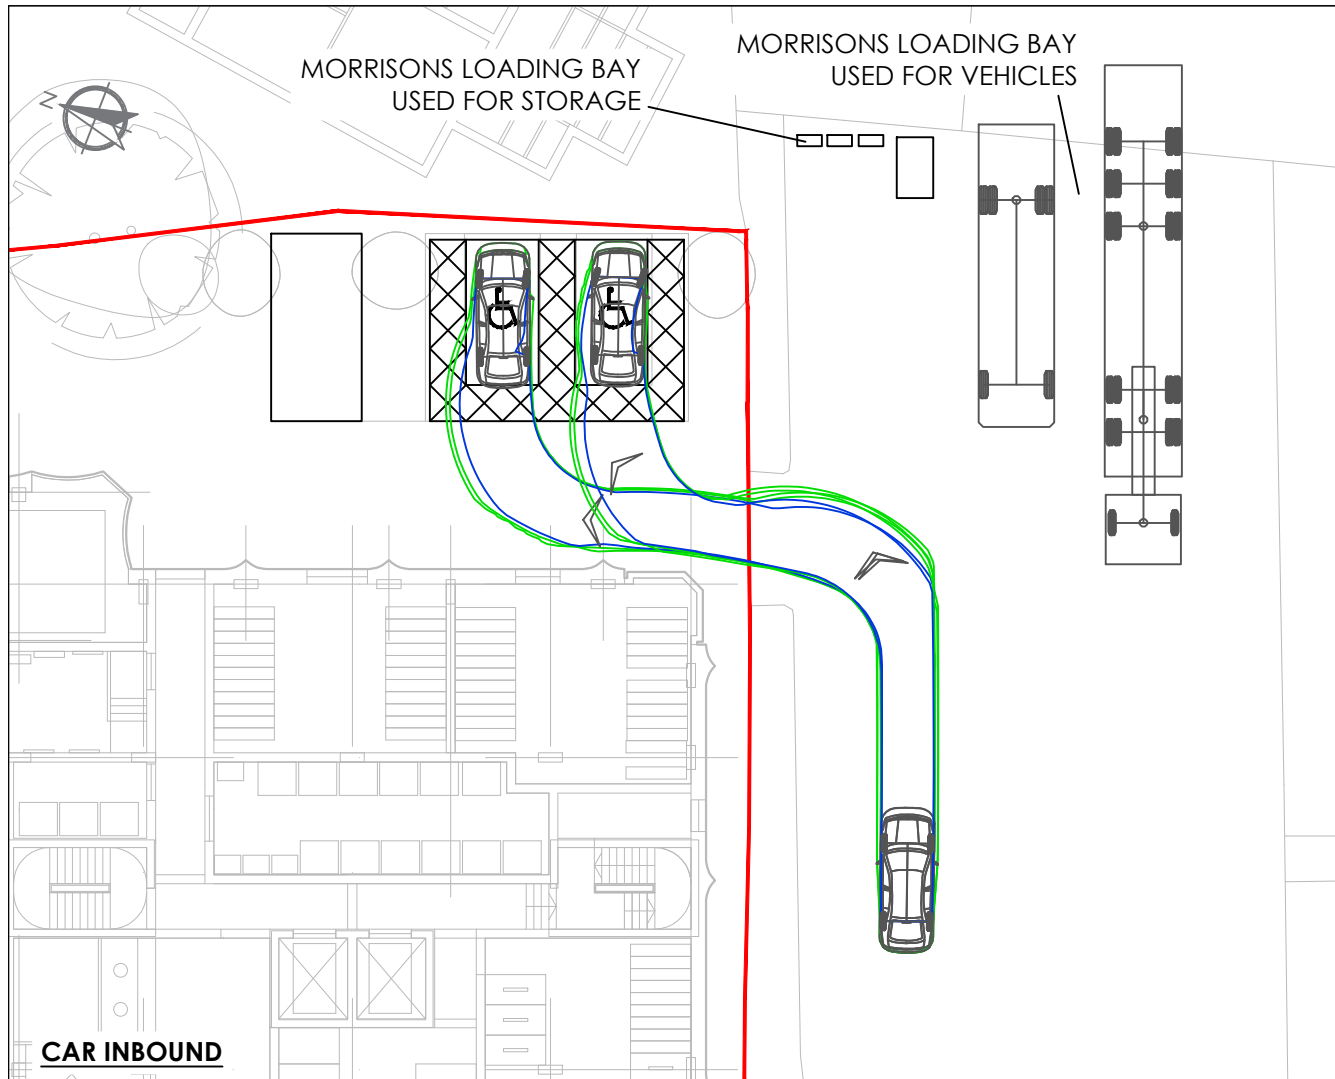 MORRISONS LOADING BAY
USED FOR STORAGE
MORRISONS LOADING BAY
USED FOR VEHICLES
N
CAR INBOUND